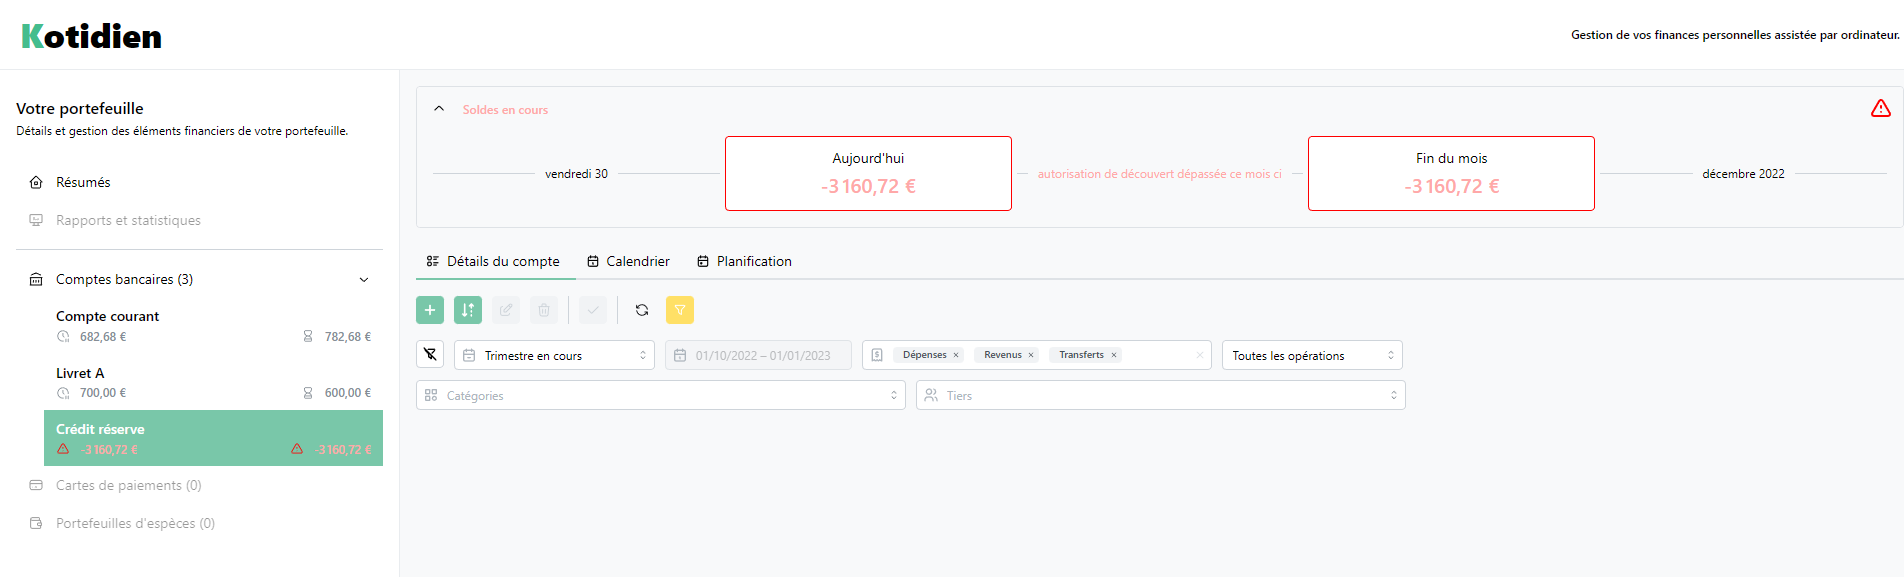 Kotidien
Gestion de vos finances personnelles assistée par ordinateur.
Votre portefeuille
Détails et gestion des éléments financiers de votre portefeuille.
Résumés
Rapports et statistiques
Comptes bancaires (3)
Compte courant
682,68 € 782,68 €
Livret A
700,00 € 600,00 €
Crédit réserve
-3 160,72 € -3 160,72 €
Cartes de paiements (0)
Portefeuilles d'espèces (0)
Soldes en cours
vendredi 30
Aujourd'hui
-3 160,72 €
autorisation de découvert dépassée ce mois ci
Fin du mois
-3 160,72 €
décembre 2022
Détails du compte Calendrier Planification
Trimestre en cours 01/10/2022 – 01/01/2023 Dépenses × Revenus × Transferts × Toutes les opérations
Catégories Tiers